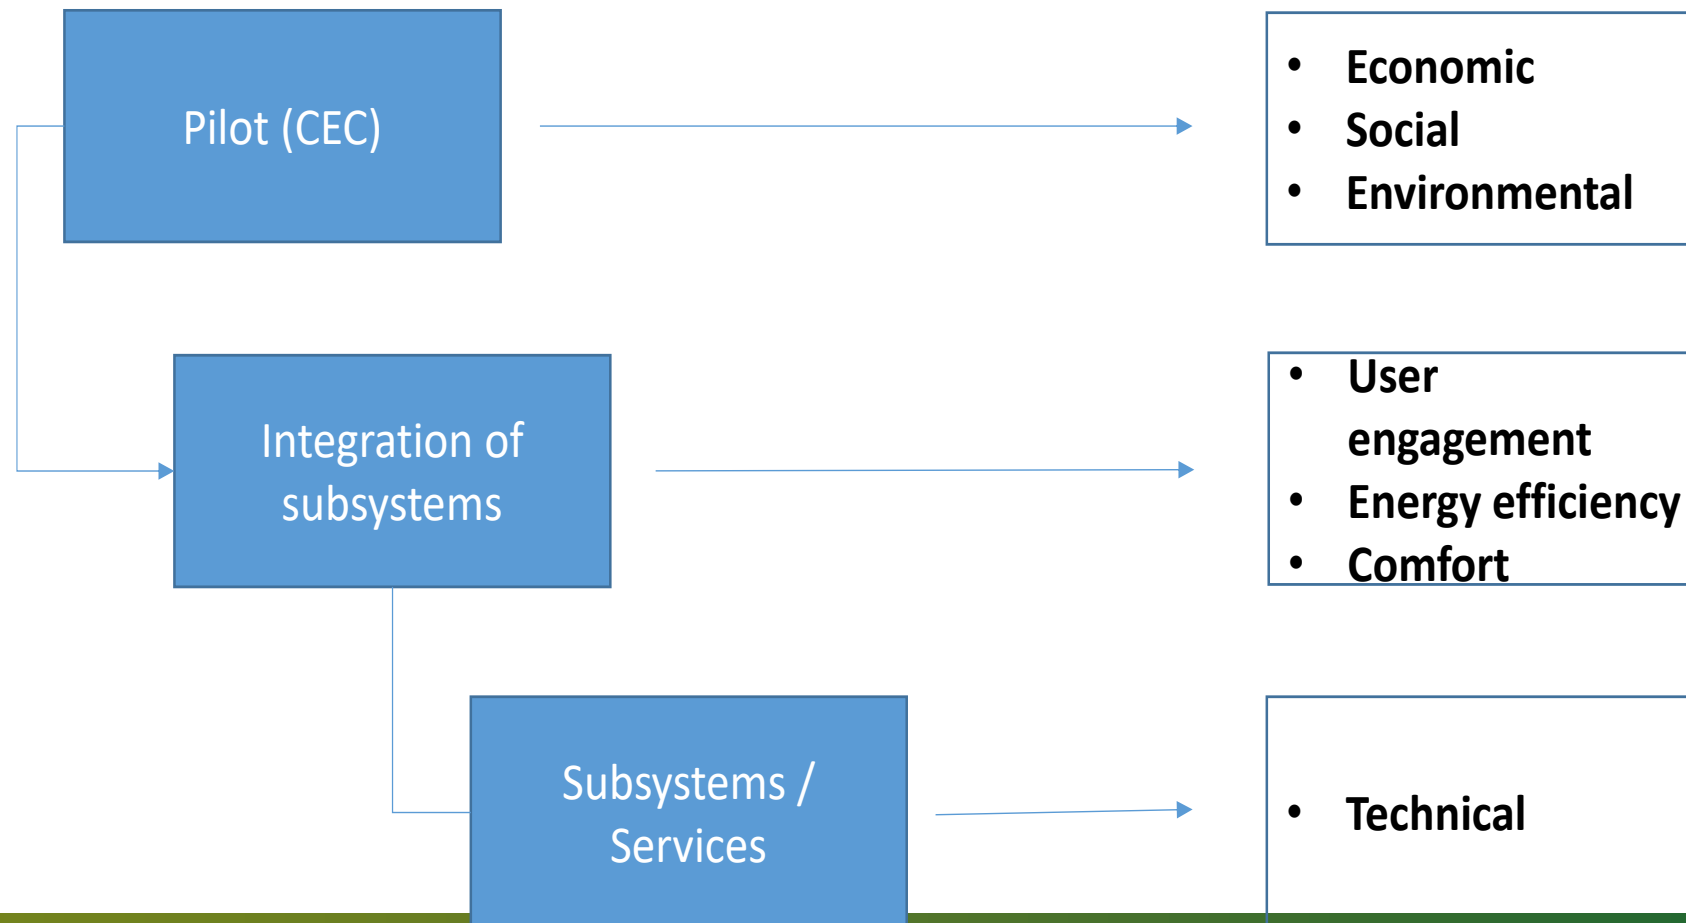 Pilot (CEC)
• Economic
• Social
• Environmental
Integration of
subsystems
• User
engagement
• Energy efficiency
• Comfort
Subsystems /
Services
• Technical